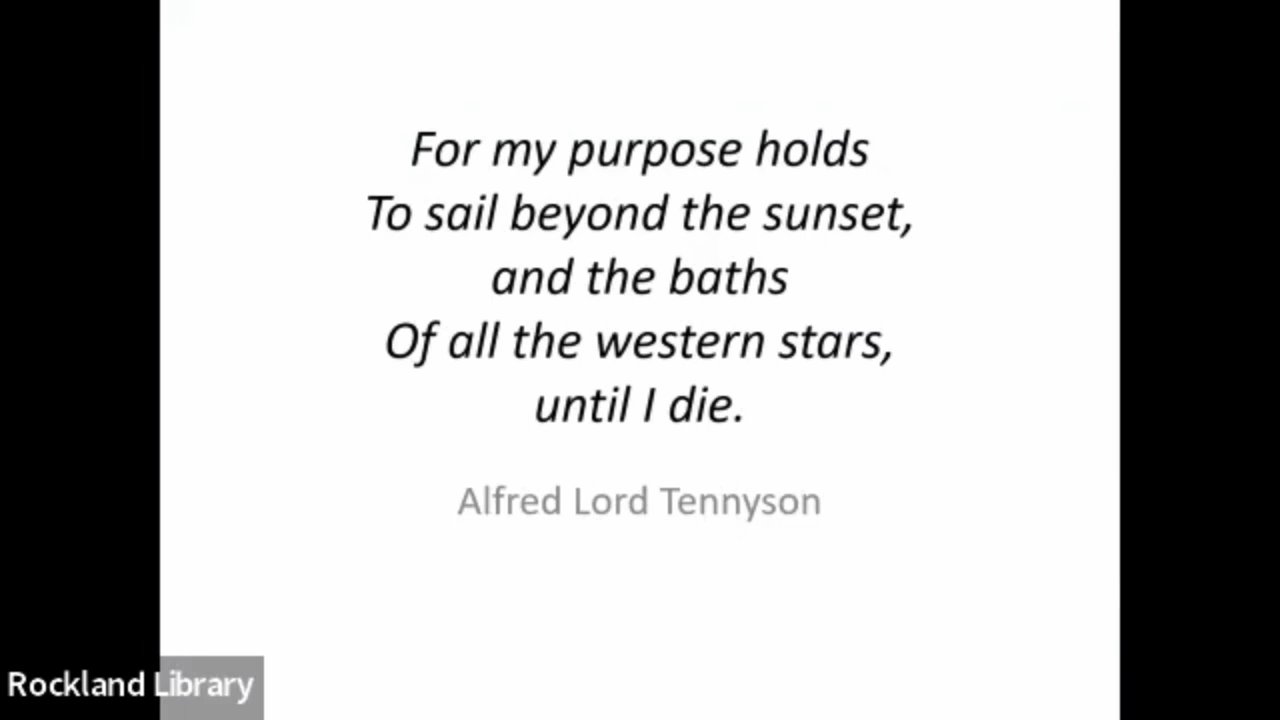 For my purpose holds
To sail beyond the sunset,
and the baths
Of all the western stars,
until I die.
Alfred Lord Tennyson
Rockland Library